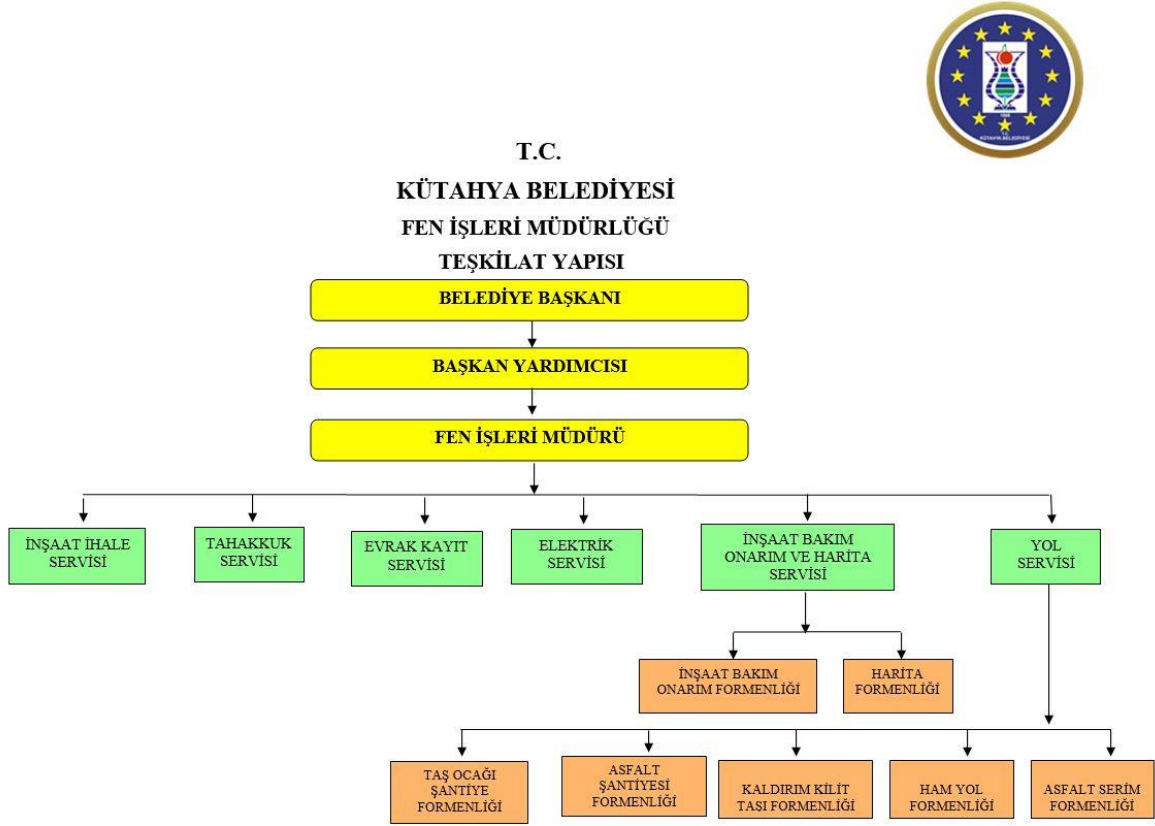 1868
T.C.
KÜTAHYA BELEDİYESİ
T.C.
KÜTAHYA BELEDİYESİ
FEN İŞLERİ MÜDÜRLÜĞÜ
TEŞKİLAT YAPISI
BELEDİYE BAŞKANI
BAŞKAN YARDIMCISI
FEN İŞLERİ MÜDÜRÜ
İNŞAAT İHALE
SERVİSİ
TAHAKKUK
SERVİSİ
EVRAK KAYIT
SERVİSİ
ELEKTRİK
SERVİSİ
İNŞAAT BAKIM
ONARIM VE HARİTA
SERVİSİ
YOL
SERVİSİ
İNŞAAT BAKIM
ONARIM FORMENLİĞİ
HARİTA
FORMENLİĞİ
TAŞ OCAĞI
ŞANTİYE
FORMENLİĞİ
ASFALT
ŞANTİYESİ
FORMENLİĞİ
KALDIRIM KİLİT
TAŞI FORMENLİĞİ
HAM YOL
FORMENLİĞİ
ASFALT SERİM
FORMENLİĞİ